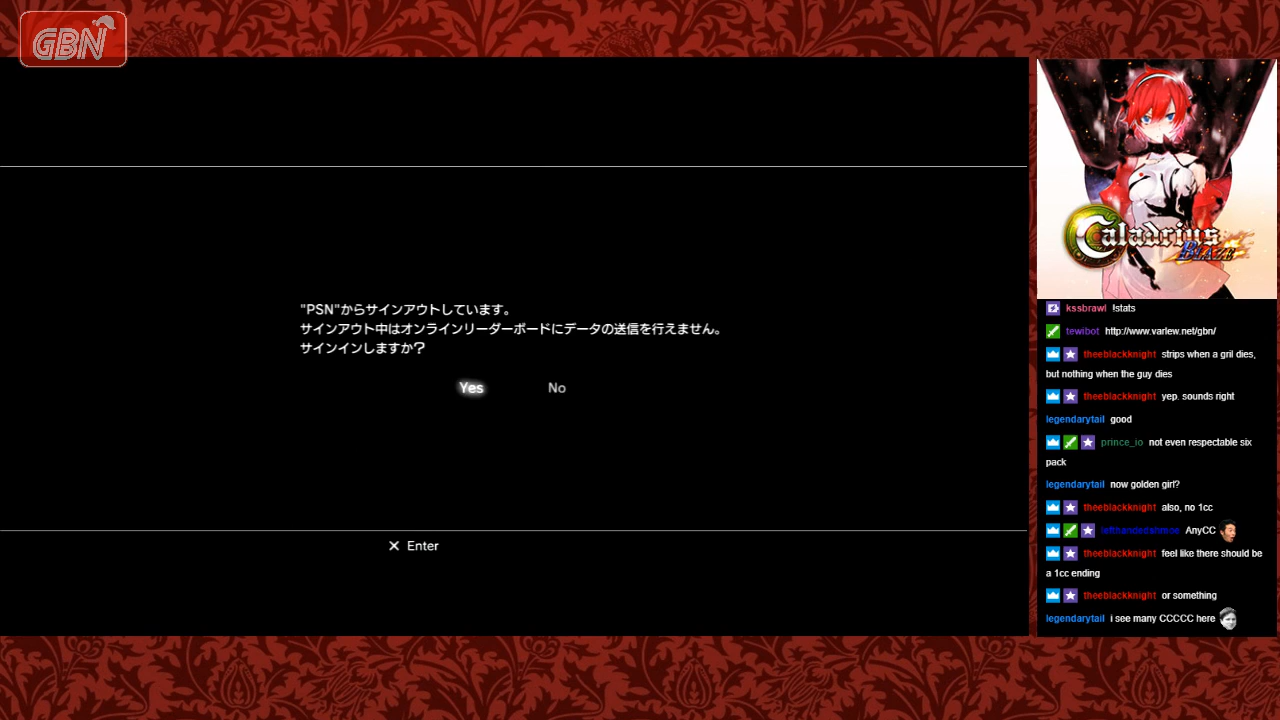 GBN
"PSN"からサインアウトしています。
サインアウト中はオンラインリーダーボードにデータの送信を行えません。
サインインしますか?
Yes No
✕ Enter
Caladrius
BLAZE
kssbrawl !stats
tewibot http://www.varlew.net/gbn/
theeblackknight strips when a gril dies,
but nothing when the guy dies
theeblackknight yep. sounds right
legendarytail good
prince_io not even respectable six
pack
legendarytail now golden girl?
theeblackknight also, no 1cc
lefthandedshmoe AnyCC
theeblackknight feel like there should be
a 1cc ending
theeblackknight or something
legendarytail i see many CCCCC here